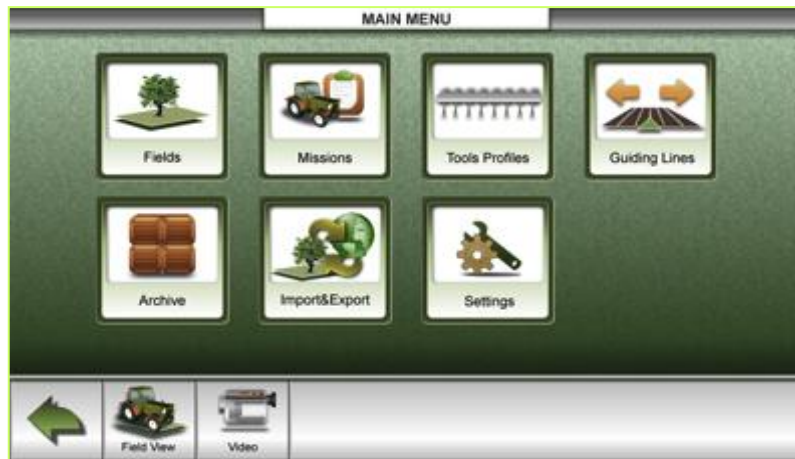 MAIN MENU
Fields
Missions
Tools Profiles
Guiding Lines
Archive
Import&Export
Settings
Field View
Video